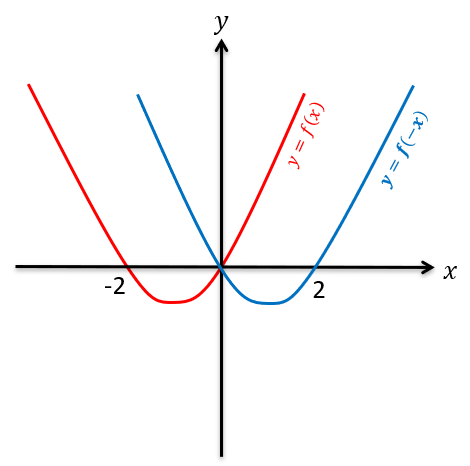 y
y = f(x)
y = f(−x)
x
-2
2